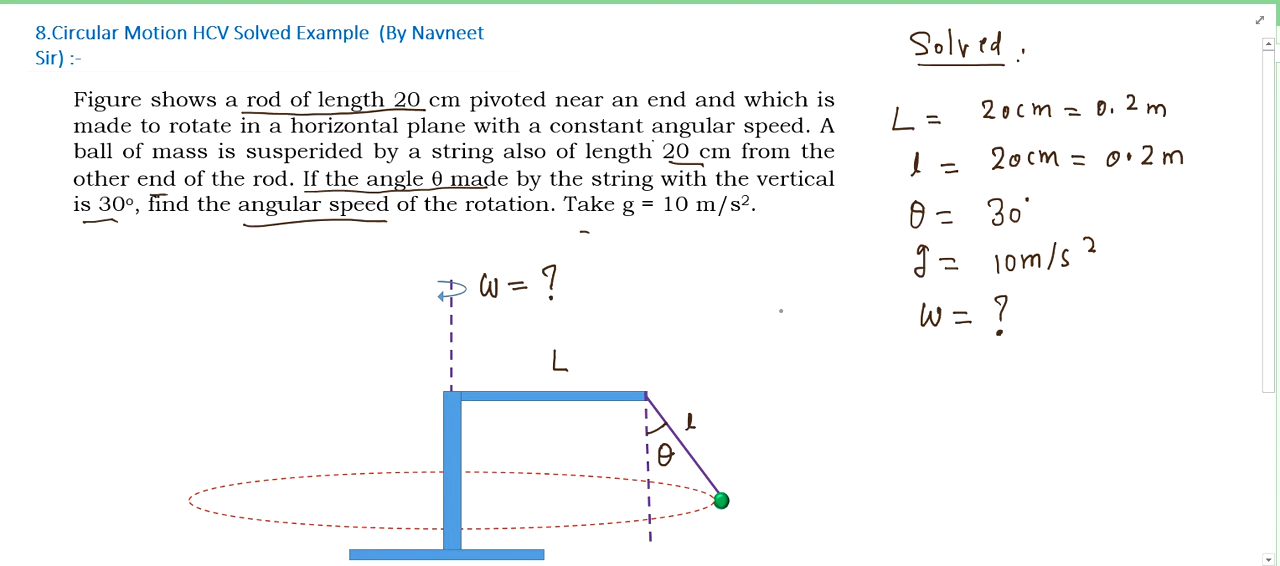 8.Circular Motion HCV Solved Example (By Navneet
Sir) :-
Figure shows a rod of length 20 cm pivoted near an end and which is
made to rotate in a horizontal plane with a constant angular speed. A
ball of mass is susperided by a string also of length 20 cm from the
other end of the rod. If the angle θ made by the string with the vertical
is 30°, find the angular speed of the rotation. Take g = 10 m/s².
Solved.
L = 20cm = 0.2m
l = 20cm = 0.2m
θ = 30°
g = 10m/s²
ω = ?
ω = ?
L
l
θ